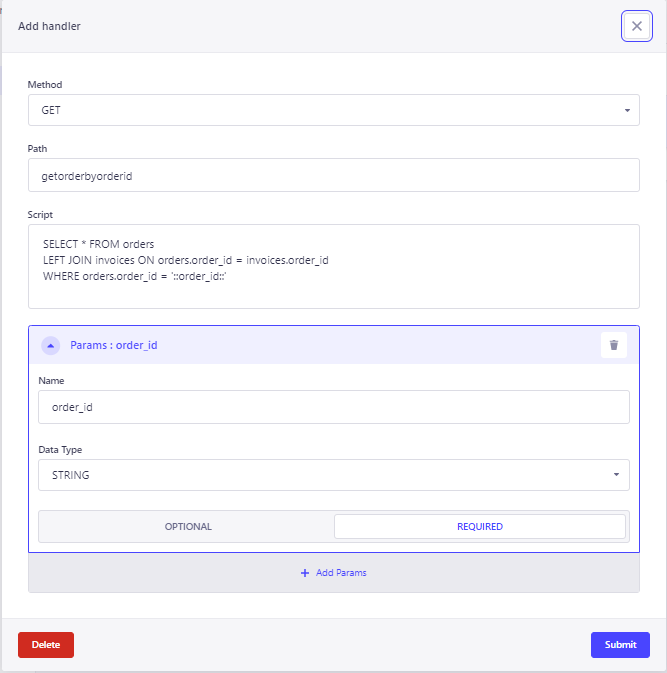 Add handler
Method
GET
Path
getorderbyorderid
Script
SELECT * FROM orders
LEFT JOIN invoices ON orders.order_id = invoices.order_id
WHERE orders.order_id = '::order_id::'
Params : order_id
Name
order_id
Data Type
STRING
OPTIONAL REQUIRED
+ Add Params
Delete Submit